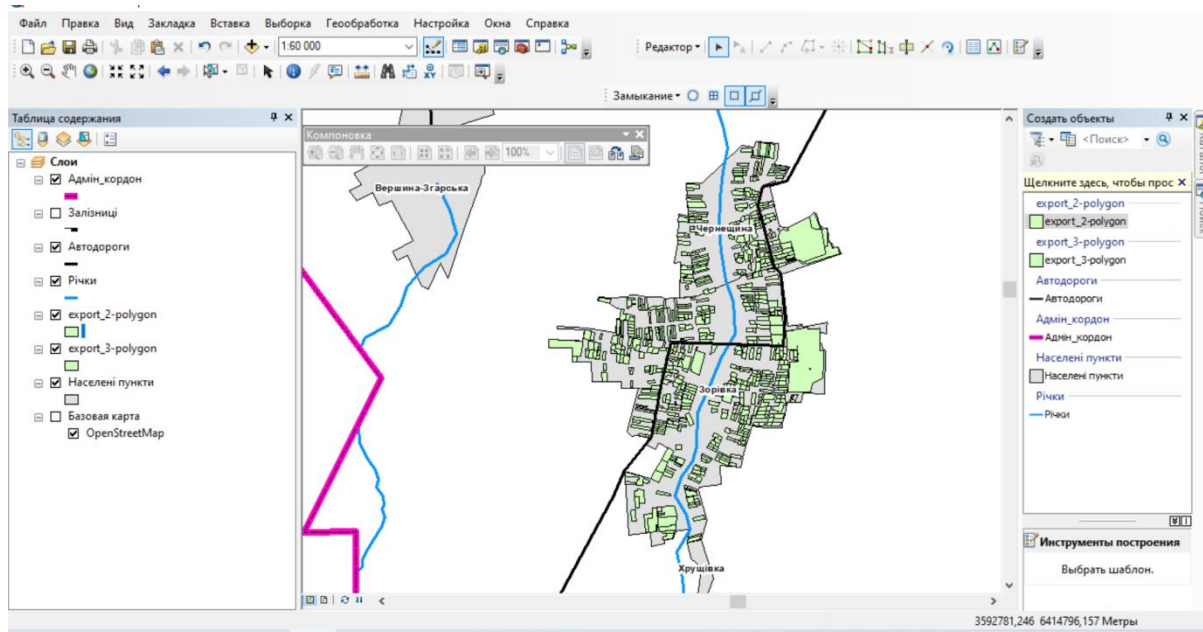 Файл Правка Вид Закладка Вставка Выборка Геообработка Настройка Окна Справка
1:60 000
Редактор
Замыкание
Таблица содержания
Слои
Адмін_кордон
Залізниці
Автодороги
Річки
export_2-polygon
export_3-polygon
Населені пункти
Базовая карта
OpenStreetMap
Компоновка
100%
Вершина-Згарська
Чернещина
Зорівка
Хрущівка
Создать объекты
<Поиск>
Щелкните здесь, чтобы прос
export_2-polygon
export_2-polygon
export_3-polygon
export_3-polygon
Автодороги
Автодороги
Адмін_кордон
Адмін_кордон
Населені пункти
Населені пункти
Річки
Річки
Инструменты построения
Выбрать шаблон.
3592781,246 6414796,157 Метры